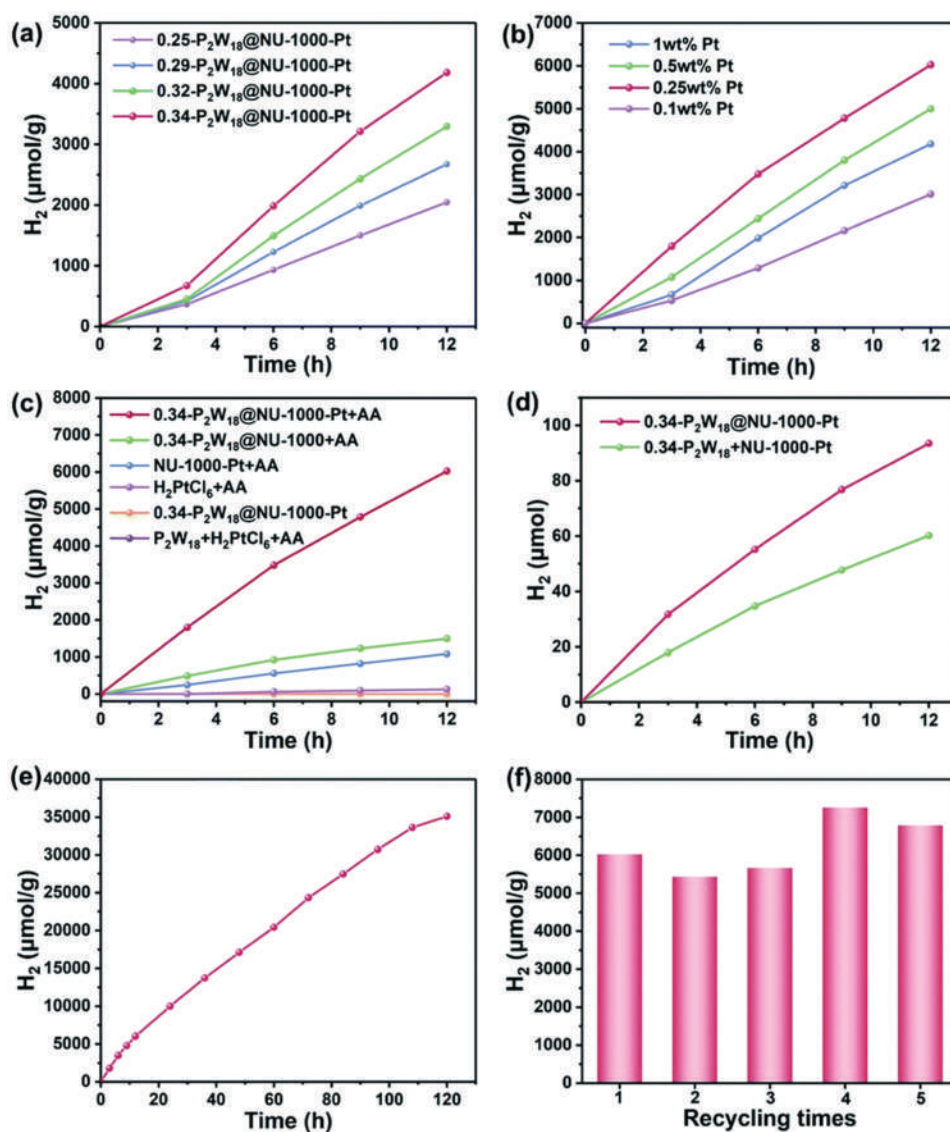 (a)
0.25-P₂W₁₈@NU-1000-Pt
0.29-P₂W₁₈@NU-1000-Pt
0.32-P₂W₁₈@NU-1000-Pt
0.34-P₂W₁₈@NU-1000-Pt
5000
4000
3000
2000
1000
0
H₂ (μmol/g)
0 2 4 6 8 10 12
Time (h)
(b)
1wt% Pt
0.5wt% Pt
0.25wt% Pt
0.1wt% Pt
7000
6000
5000
4000
3000
2000
1000
0
H₂ (μmol/g)
0 2 4 6 8 10 12
Time (h)
(c)
0.34-P₂W₁₈@NU-1000-Pt+AA
0.34-P₂W₁₈@NU-1000+AA
NU-1000-Pt+AA
H₂PtCl₆+AA
0.34-P₂W₁₈@NU-1000-Pt
P₂W₁₈+H₂PtCl₆+AA
8000
7000
6000
5000
4000
3000
2000
1000
0
H₂ (μmol/g)
0 2 4 6 8 10 12
Time (h)
(d)
0.34-P₂W₁₈@NU-1000-Pt
0.34-P₂W₁₈+NU-1000-Pt
100
80
60
40
20
0
H₂ (μmol)
0 2 4 6 8 10 12
Time (h)
(e)
40000
35000
30000
25000
20000
15000
10000
5000
0
H₂ (μmol/g)
0 20 40 60 80 100 120
Time (h)
(f)
8000
7000
6000
5000
4000
3000
2000
1000
0
H₂ (μmol/g)
1 2 3 4 5
Recycling times